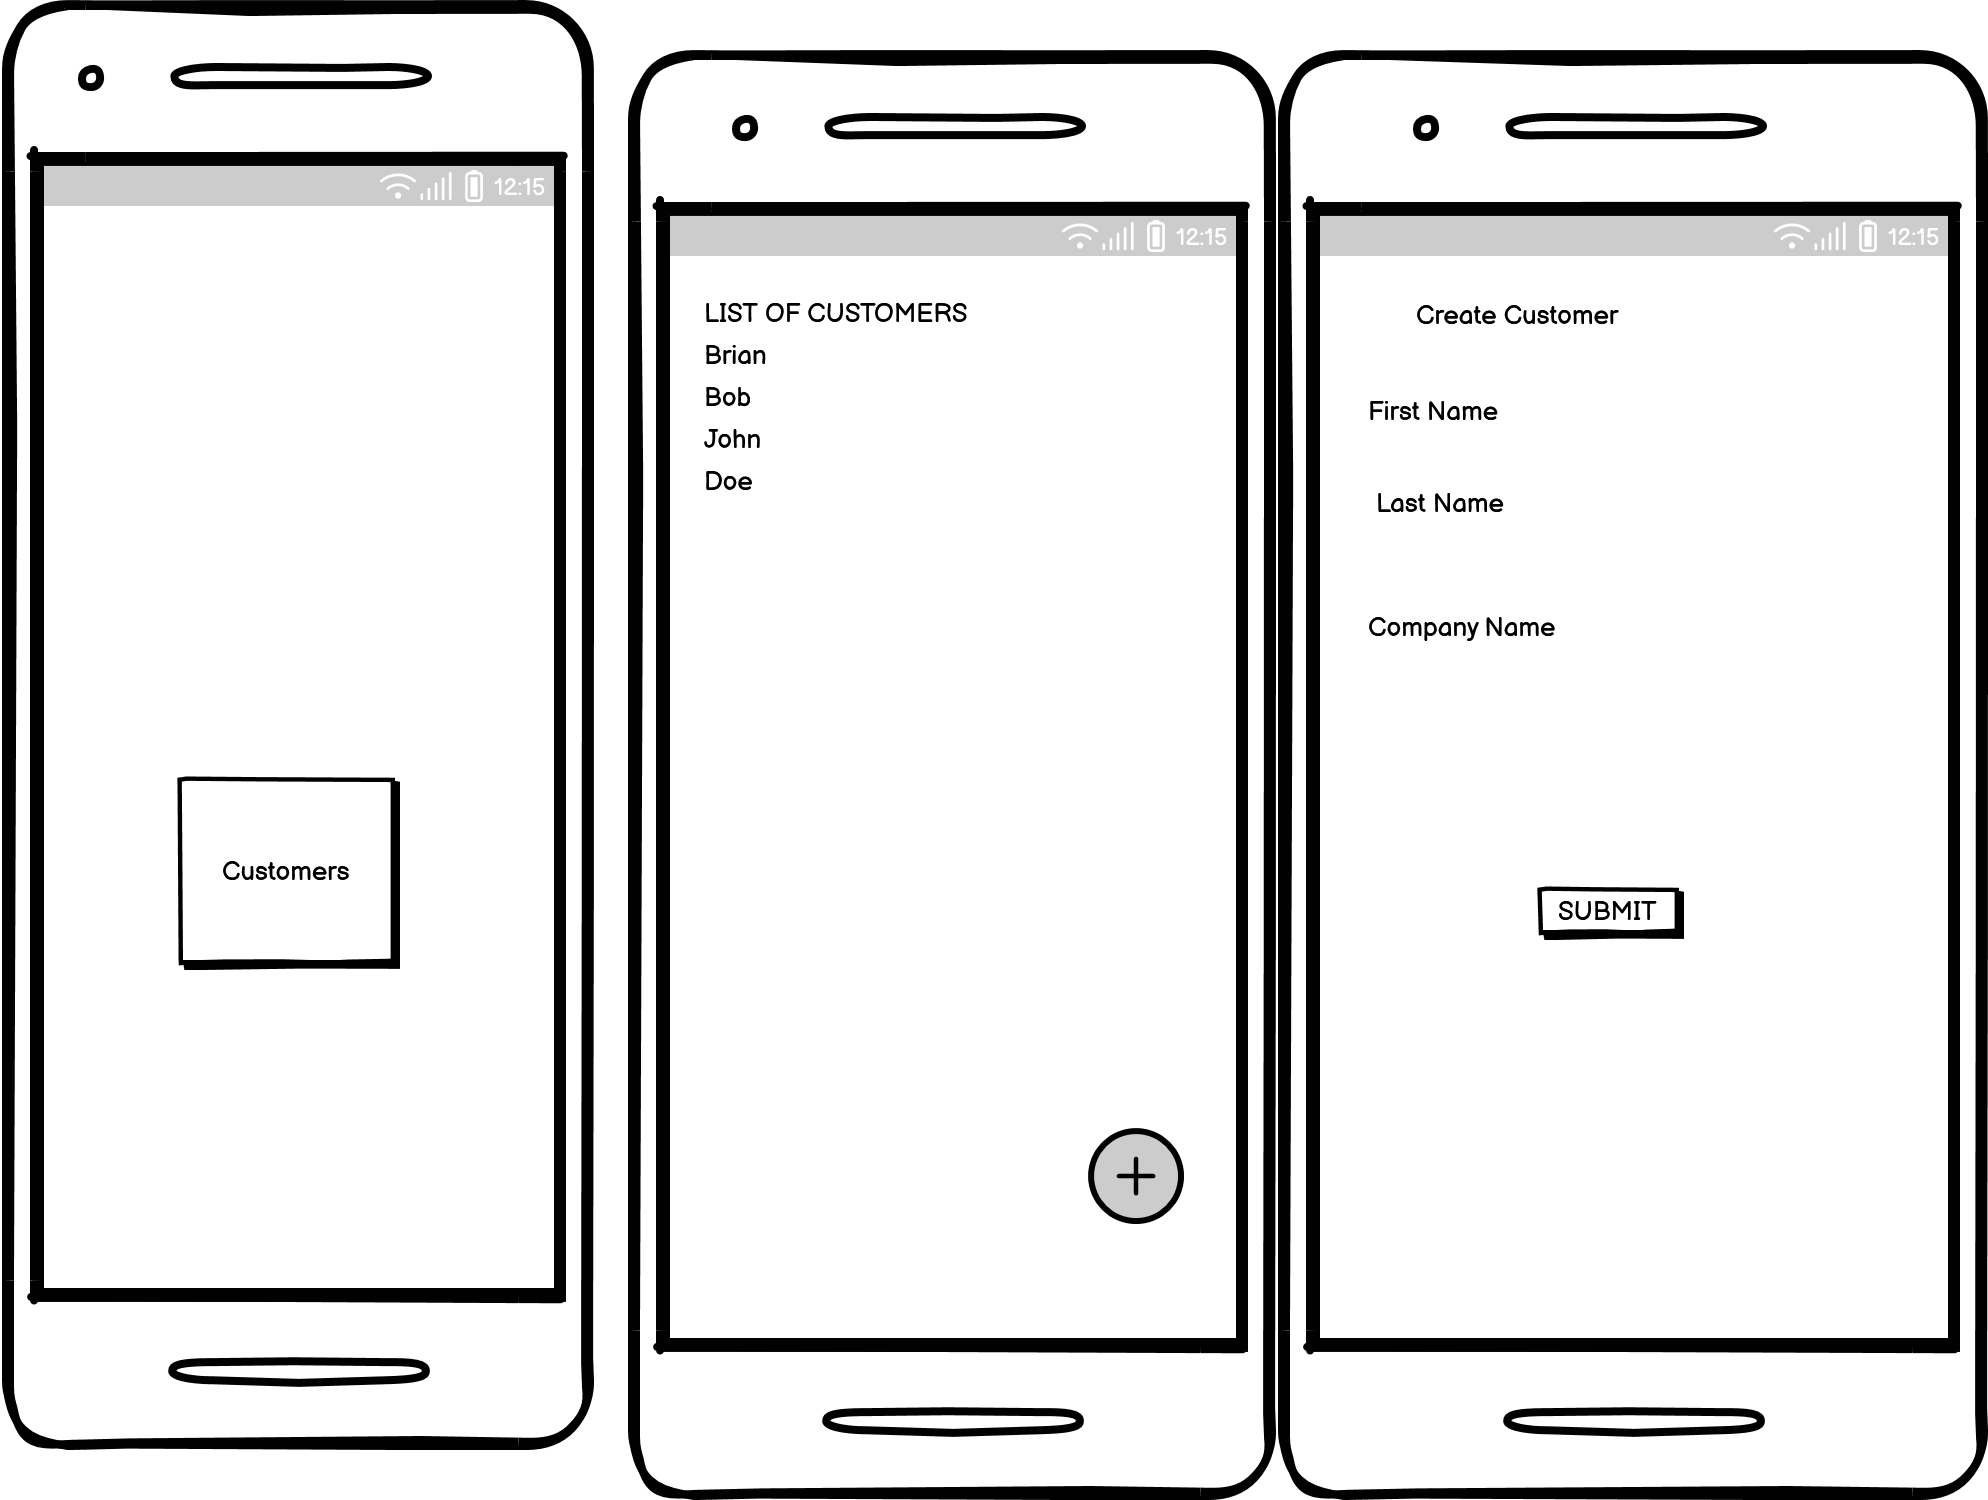 12:15
Customers
12:15
LIST OF CUSTOMERS
Brian
Bob
John
Doe
+
12:15
Create Customer
First Name
Last Name
Company Name
SUBMIT